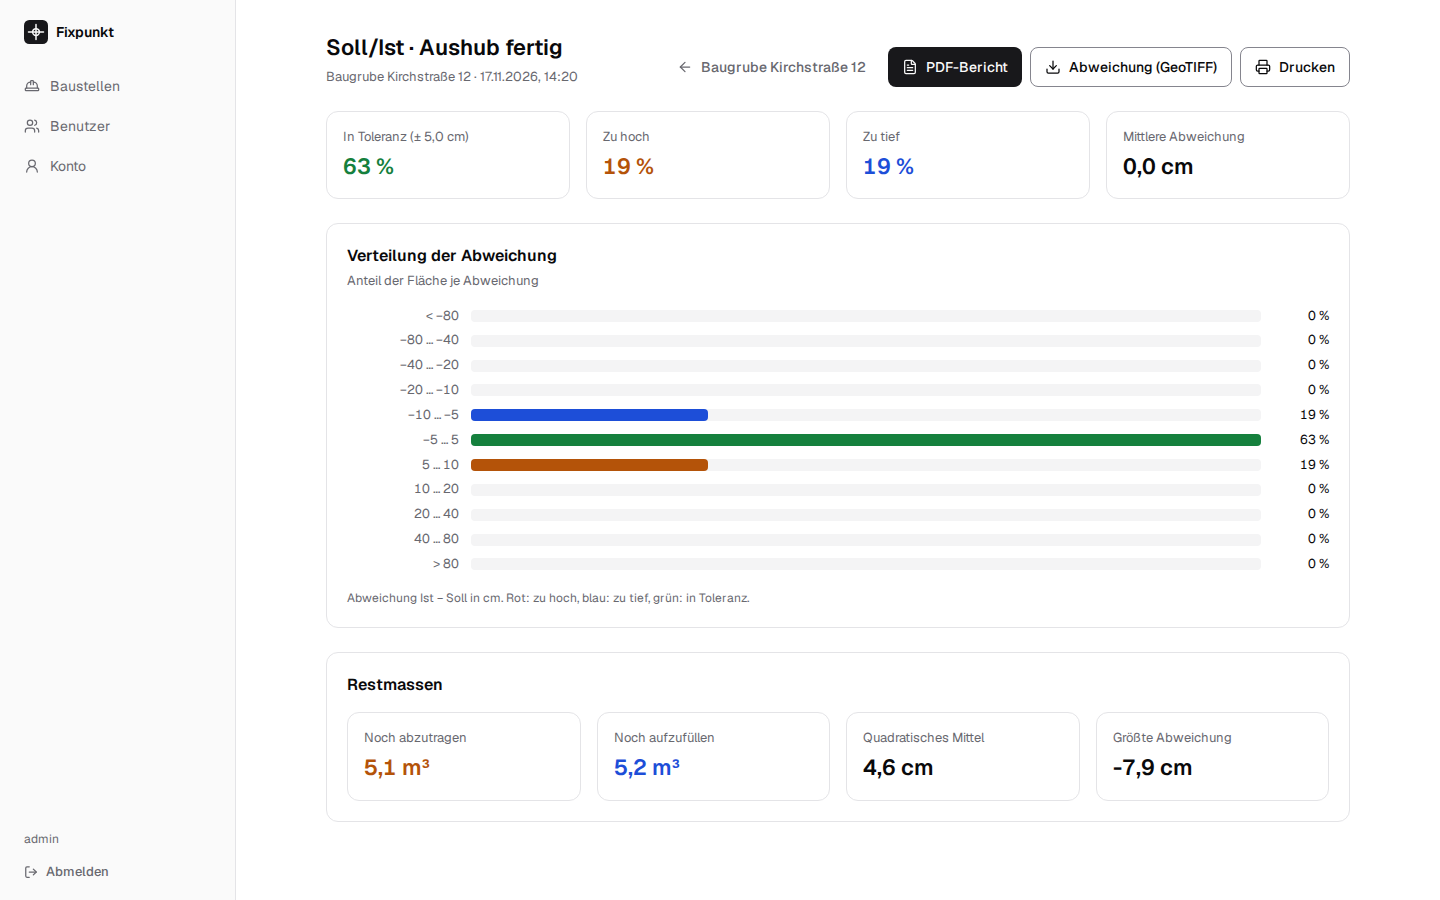 Fixpunkt
Baustellen
Benutzer
Konto
admin
Abmelden
Soll/Ist · Aushub fertig
Baugrube Kirchstraße 12 · 17.11.2026, 14:20
Baugrube Kirchstraße 12
PDF-Bericht
Abweichung (GeoTIFF)
Drucken
In Toleranz (± 5,0 cm)
63 %
Zu hoch
19 %
Zu tief
19 %
Mittlere Abweichung
0,0 cm
Verteilung der Abweichung
Anteil der Fläche je Abweichung
< −80 0 %
−80 … −40 0 %
−40 … −20 0 %
−20 … −10 0 %
−10 … −5 19 %
−5 … 5 63 %
5 … 10 19 %
10 … 20 0 %
20 … 40 0 %
40 … 80 0 %
> 80 0 %
Abweichung Ist − Soll in cm. Rot: zu hoch, blau: zu tief, grün: in Toleranz.
Restmassen
Noch abzutragen
5,1 m³
Noch aufzufüllen
5,2 m³
Quadratisches Mittel
4,6 cm
Größte Abweichung
-7,9 cm